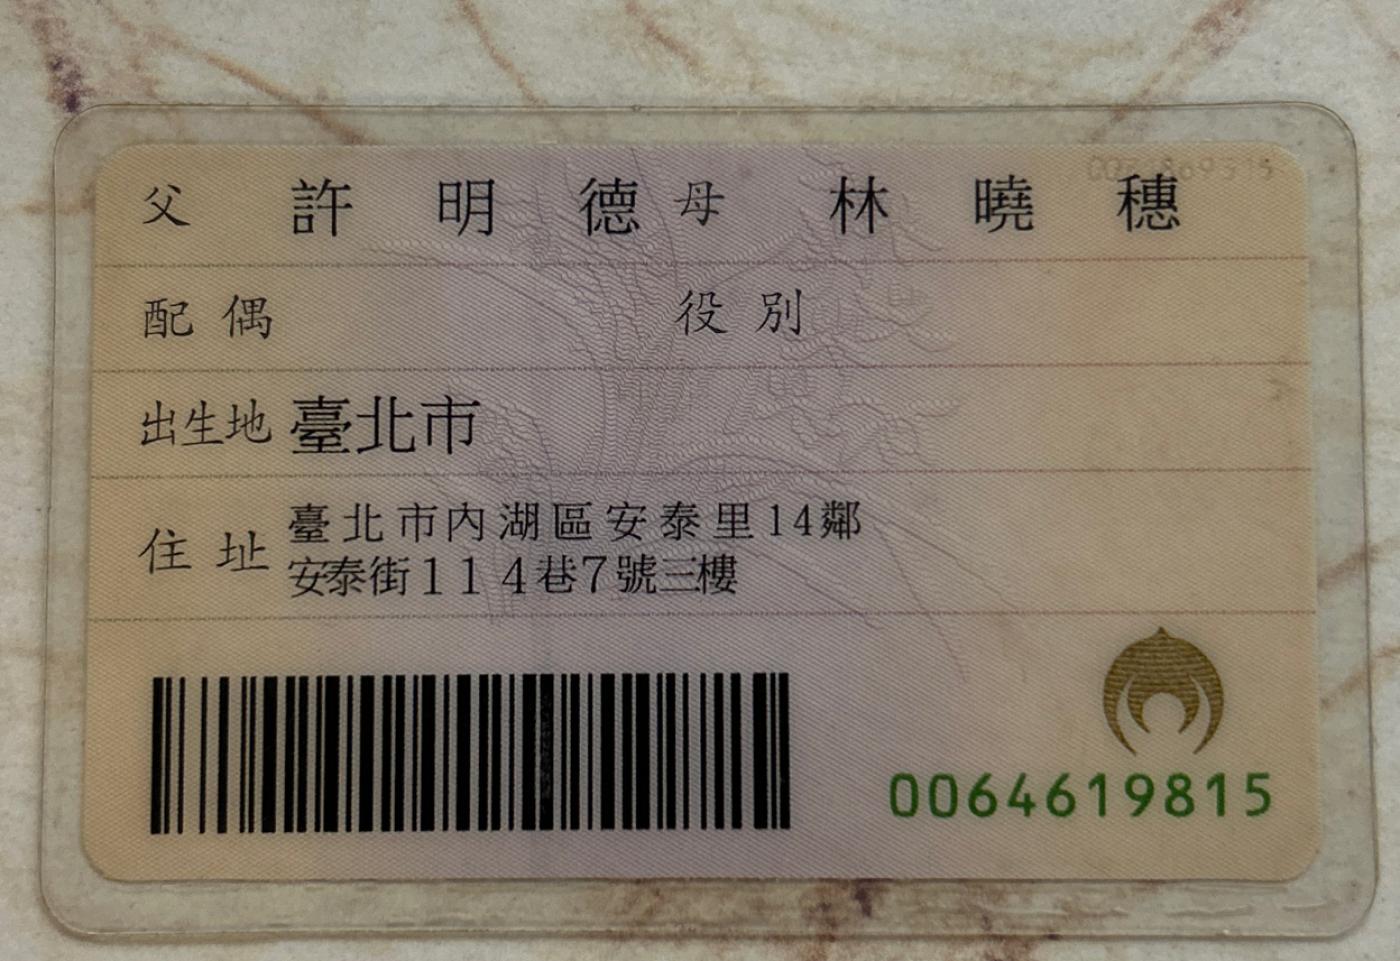 父 許明德 母 林曉穗
配偶 役別
出生地 臺北市
住址 臺北市內湖區安泰里14鄰
安泰街114巷7號三樓
0064619815